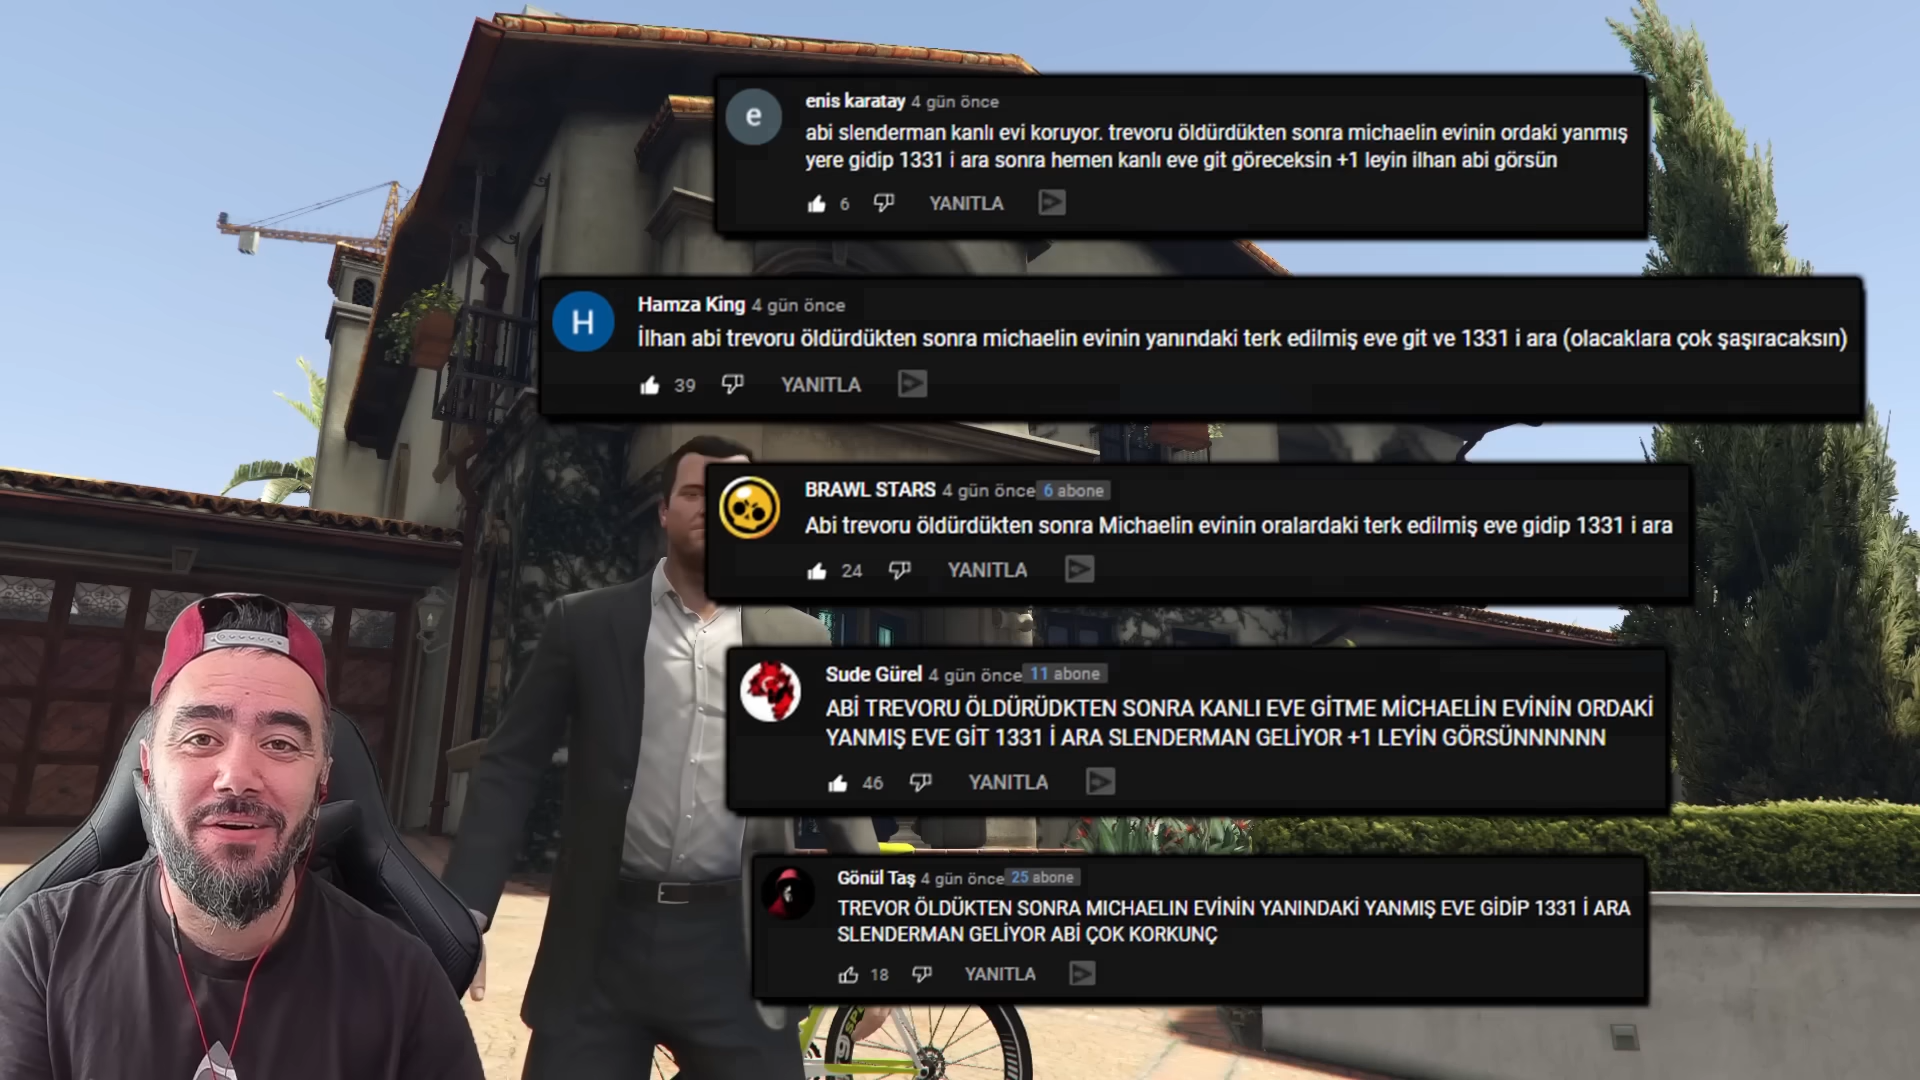 e
enis karatay 4 gün önce
abi slenderman kanlı evi koruyor. trevoru öldürdükten sonra michaelin evinin ordaki yanmış
yere gidip 1331 i ara sonra hemen kanlı eve git göreceksin +1 leyin ilhan abi görsün
6 YANITLA
H
Hamza King 4 gün önce
İlhan abi trevoru öldürdükten sonra michaelin evinin yanındaki terk edilmiş eve git ve 1331 i ara (olacaklara çok şaşıracaksın)
39 YANITLA
BRAWL STARS 4 gün önce 6 abone
Abi trevoru öldürdükten sonra Michaelin evinin oralardaki terk edilmiş eve gidip 1331 i ara
24 YANITLA
Sude Gürel 4 gün önce 11 abone
ABİ TREVORU ÖLDÜRÜDKTEN SONRA KANLI EVE GİTME MİCHAELİN EVİNİN ORDAKİ
YANMIŞ EVE GİT 1331 İ ARA SLENDERMAN GELİYOR +1 LEYİN GÖRSÜNNNNNN
46 YANITLA
Gönül Taş 4 gün önce 25 abone
TREVOR ÖLDÜKTEN SONRA MICHAELIN EVİNİN YANINDAKİ YANMIŞ EVE GİDİP 1331 İ ARA
SLENDERMAN GELİYOR ABİ ÇOK KORKUNÇ
18 YANITLA